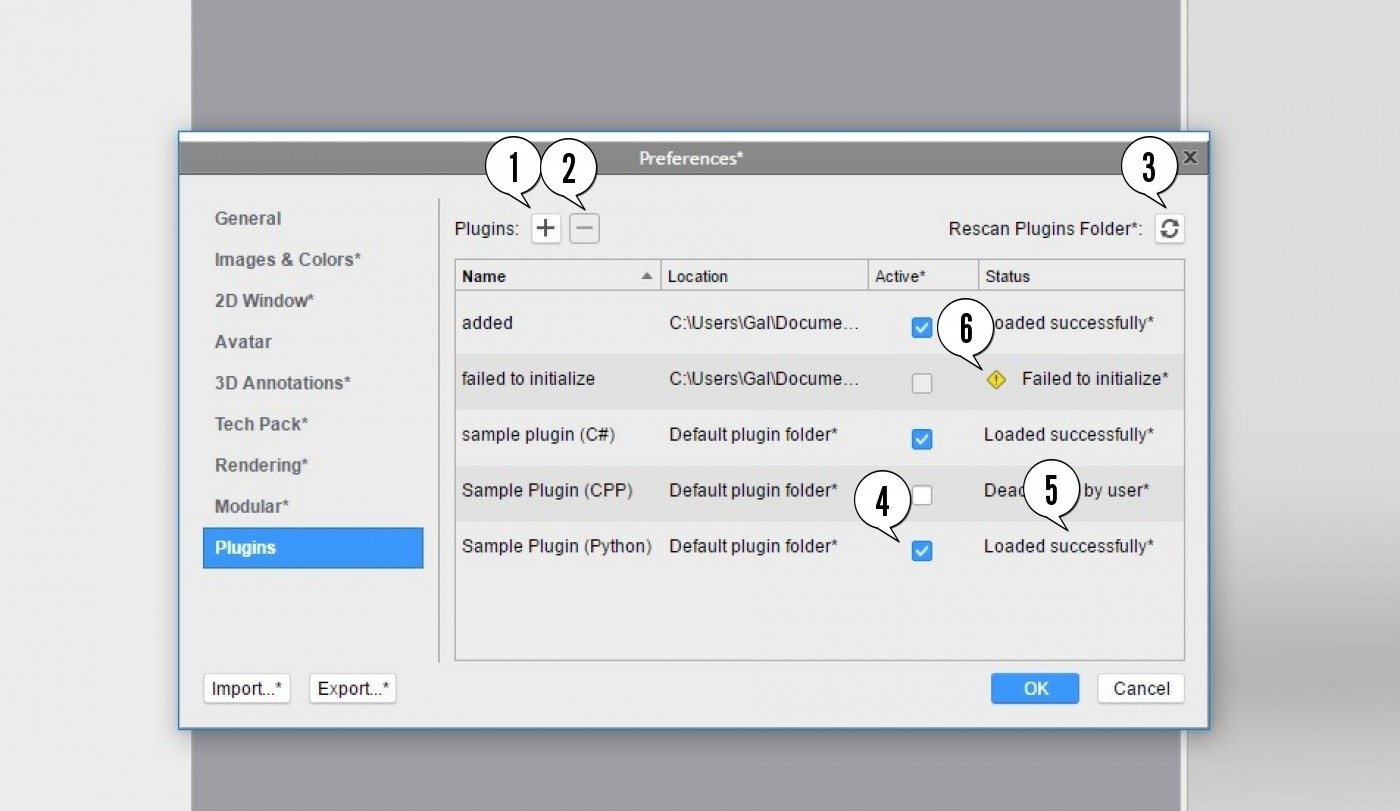 1 2 3
Preferences*
General
Images & Colors*
2D Window*
Avatar
3D Annotations*
Tech Pack*
Rendering*
Modular*
Plugins
Plugins:
Rescan Plugins Folder*:
Name Location Active* Status
added C:\Users\Gal\Docume... 6 oaded successfully*
failed to initialize C:\Users\Gal\Docume... Failed to initialize*
sample plugin (C#) Default plugin folder* Loaded successfully*
Sample Plugin (CPP) Default plugin folder* 4 5 by user*
Sample Plugin (Python) Default plugin folder* Loaded successfully*
Import...* Export...* OK Cancel